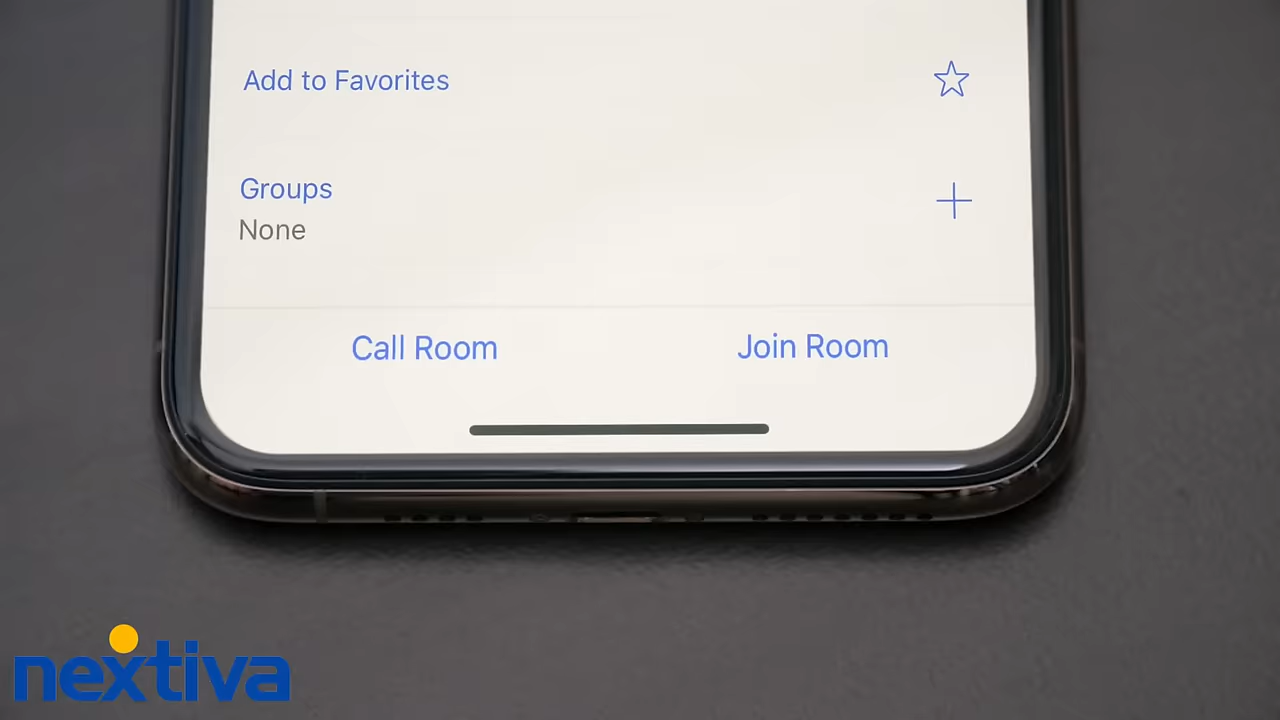 Add to Favorites
Groups
None
Call Room
Join Room
nextiva